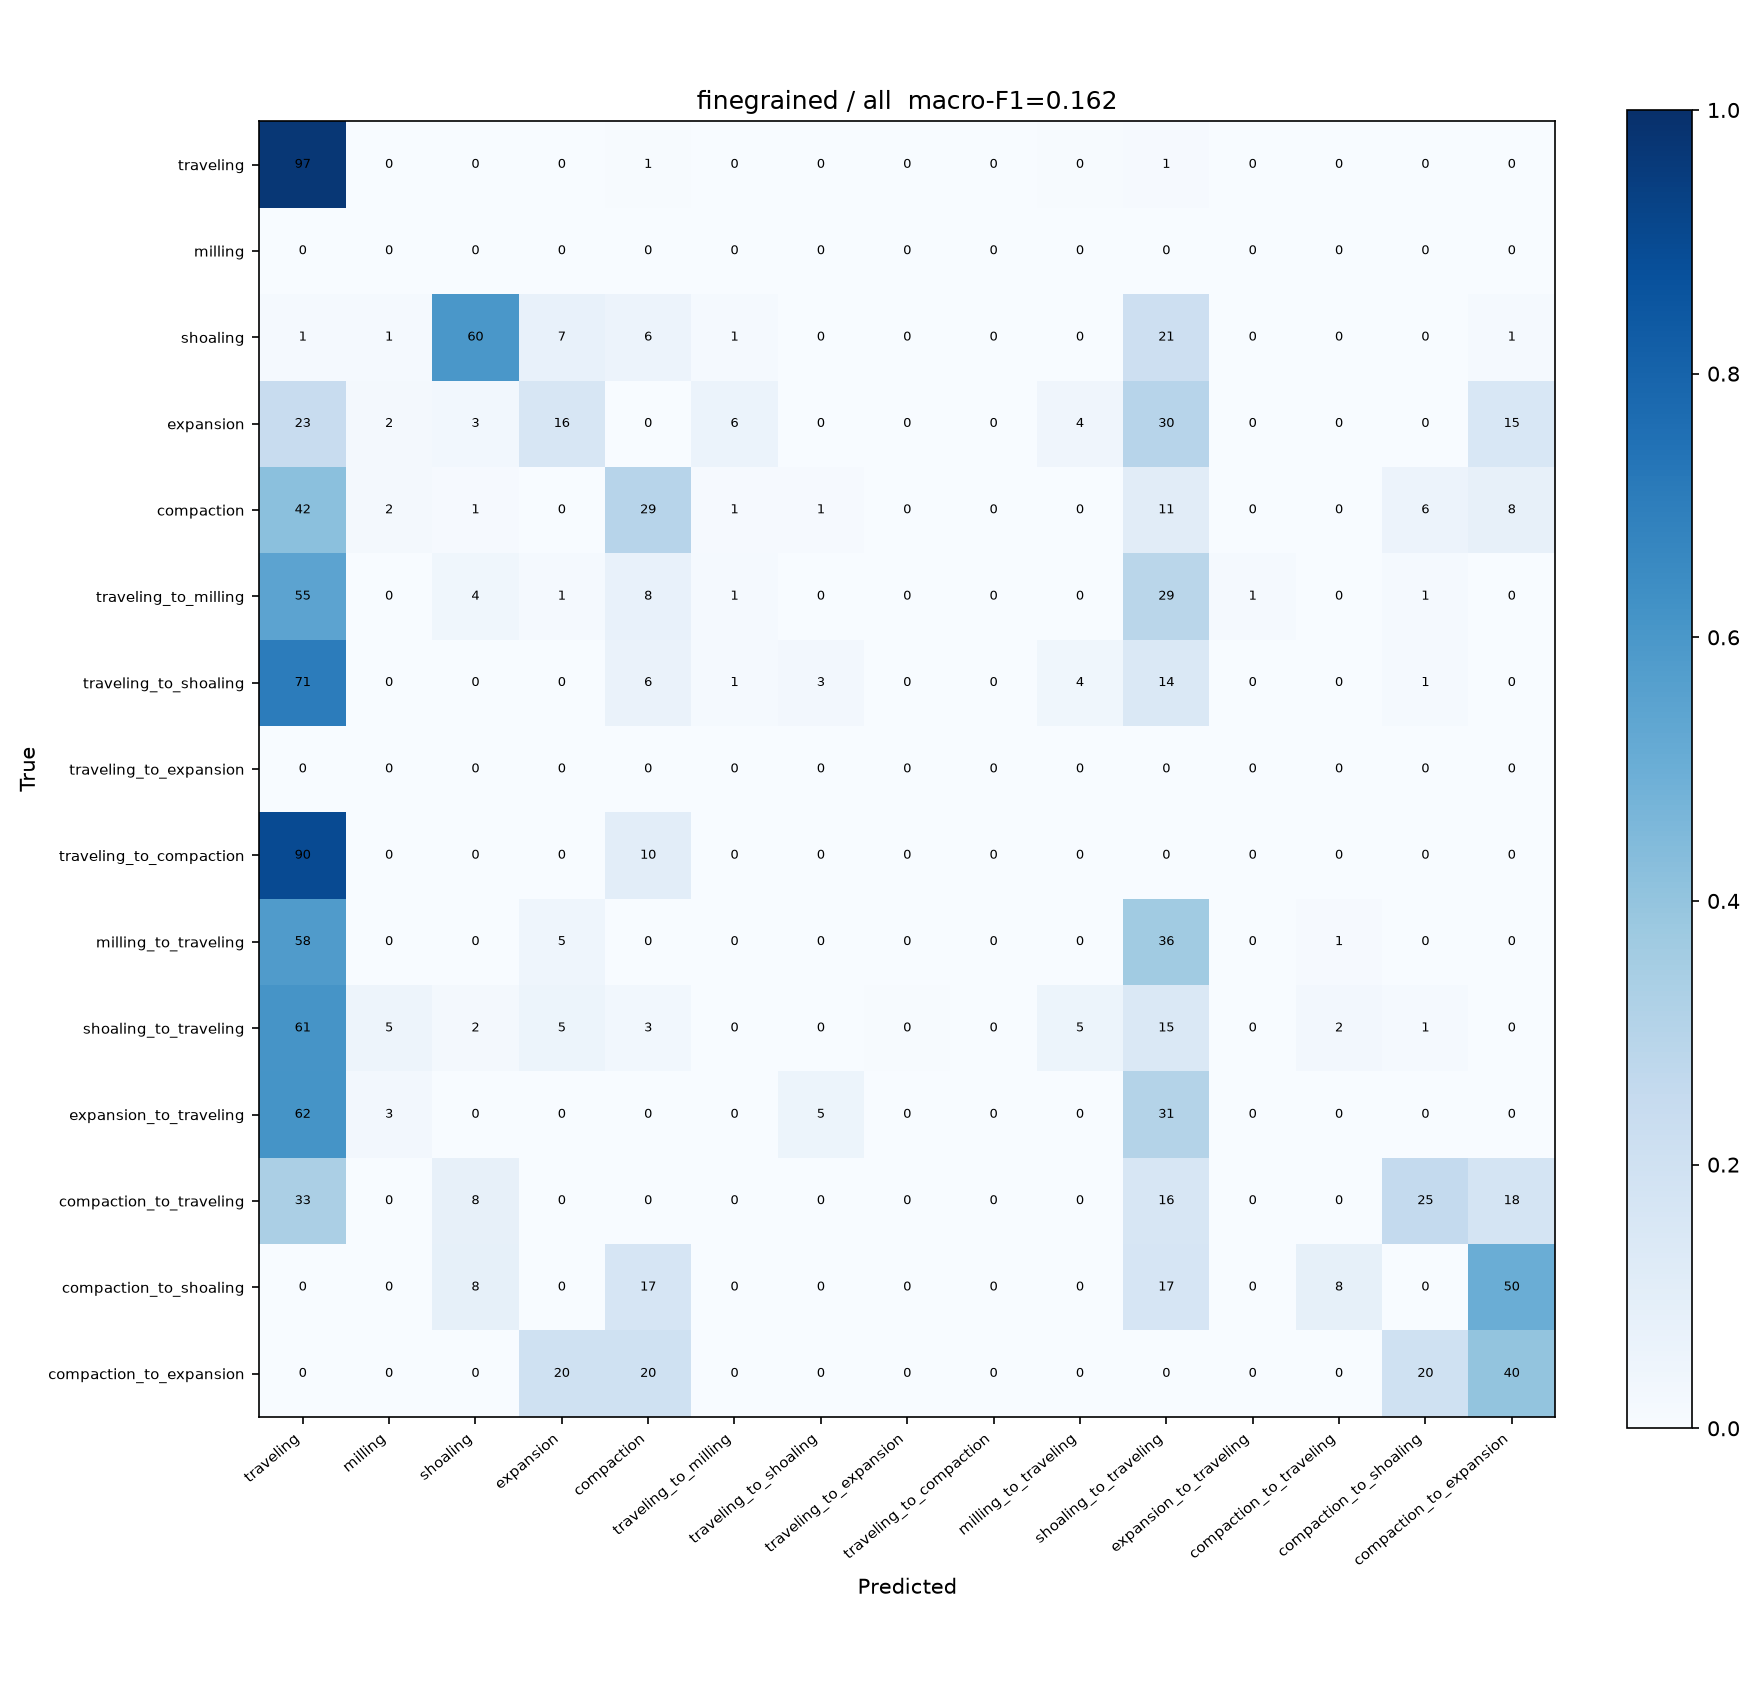 finegrained / all  macro-F1=0.162
True
traveling 97 0 0 0 1 0 0 0 0 0 1 0 0 0 0
milling 0 0 0 0 0 0 0 0 0 0 0 0 0 0 0
shoaling 1 1 60 7 6 1 0 0 0 0 21 0 0 0 1
expansion 23 2 3 16 0 6 0 0 0 4 30 0 0 0 15
compaction 42 2 1 0 29 1 1 0 0 0 11 0 0 6 8
traveling_to_milling 55 0 4 1 8 1 0 0 0 0 29 1 0 1 0
traveling_to_shoaling 71 0 0 0 6 1 3 0 0 4 14 0 0 1 0
traveling_to_expansion 0 0 0 0 0 0 0 0 0 0 0 0 0 0 0
traveling_to_compaction 90 0 0 0 10 0 0 0 0 0 0 0 0 0 0
milling_to_traveling 58 0 0 5 0 0 0 0 0 0 36 0 1 0 0
shoaling_to_traveling 61 5 2 5 3 0 0 0 0 5 15 0 2 1 0
expansion_to_traveling 62 3 0 0 0 0 5 0 0 0 31 0 0 0 0
compaction_to_traveling 33 0 8 0 0 0 0 0 0 0 16 0 0 25 18
compaction_to_shoaling 0 0 8 0 17 0 0 0 0 0 17 0 8 0 50
compaction_to_expansion 0 0 0 20 20 0 0 0 0 0 0 0 0 20 40
traveling
milling
shoaling
expansion
compaction
traveling_to_milling
traveling_to_shoaling
traveling_to_expansion
traveling_to_compaction
milling_to_traveling
shoaling_to_traveling
expansion_to_traveling
compaction_to_traveling
compaction_to_shoaling
compaction_to_expansion
Predicted
1.0
0.8
0.6
0.4
0.2
0.0